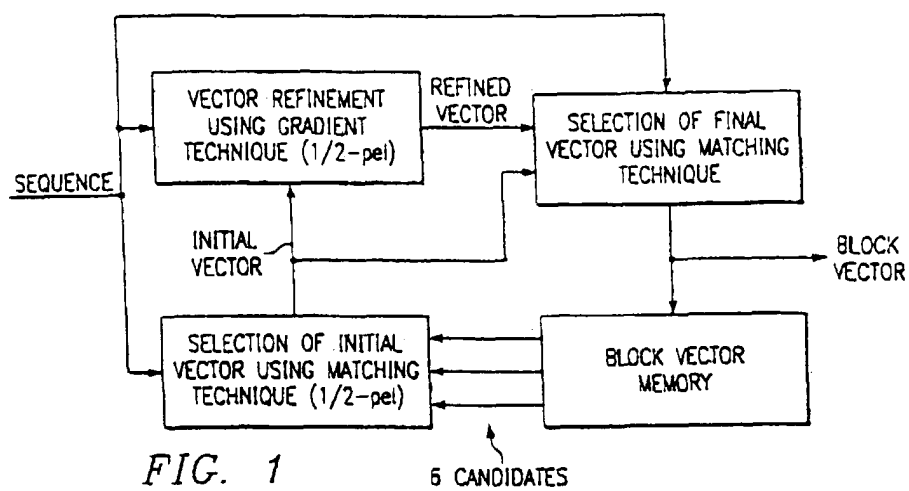 VECTOR REFINEMENT
USING GRADIENT
TECHNIQUE (1/2-pel)
REFINED
VECTOR
SELECTION OF FINAL
VECTOR USING MATCHING
TECHNIQUE
SEQUENCE
INITIAL
VECTOR
BLOCK
VECTOR
SELECTION OF INITIAL
VECTOR USING MATCHING
TECHNIQUE (1/2-pel)
BLOCK VECTOR
MEMORY
FIG. 1
6 CANDIDATES